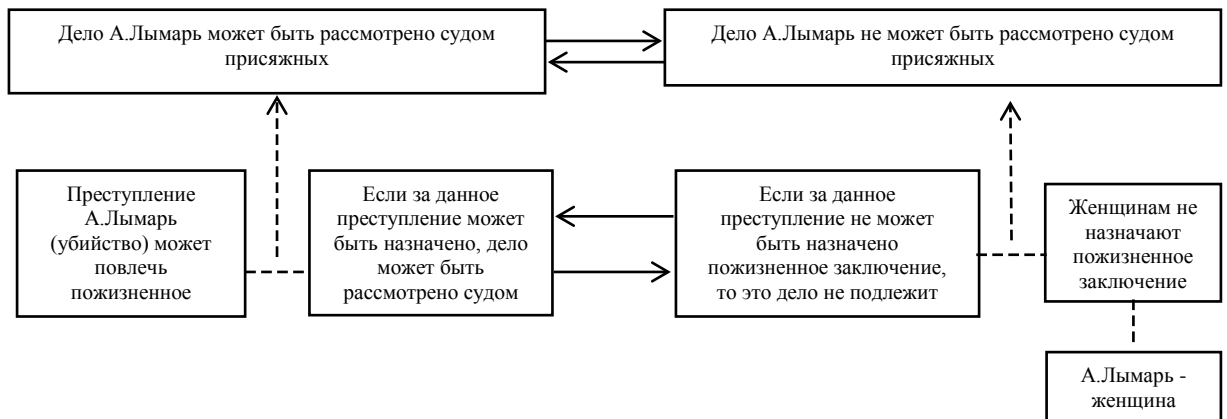 Дело А.Лымарь может быть рассмотрено судом
присяжных
Дело А.Лымарь не может быть рассмотрено судом
присяжных
Преступление
А.Лымарь
(убийство) может
повлечь
пожизненное
Если за данное
преступление может
быть назначено, дело
может быть
рассмотрено судом
Если за данное
преступление не может
быть назначено
пожизненное заключение,
то это дело не подлежит
Женщинам не
назначают
пожизненное
заключение
А.Лымарь -
женщина